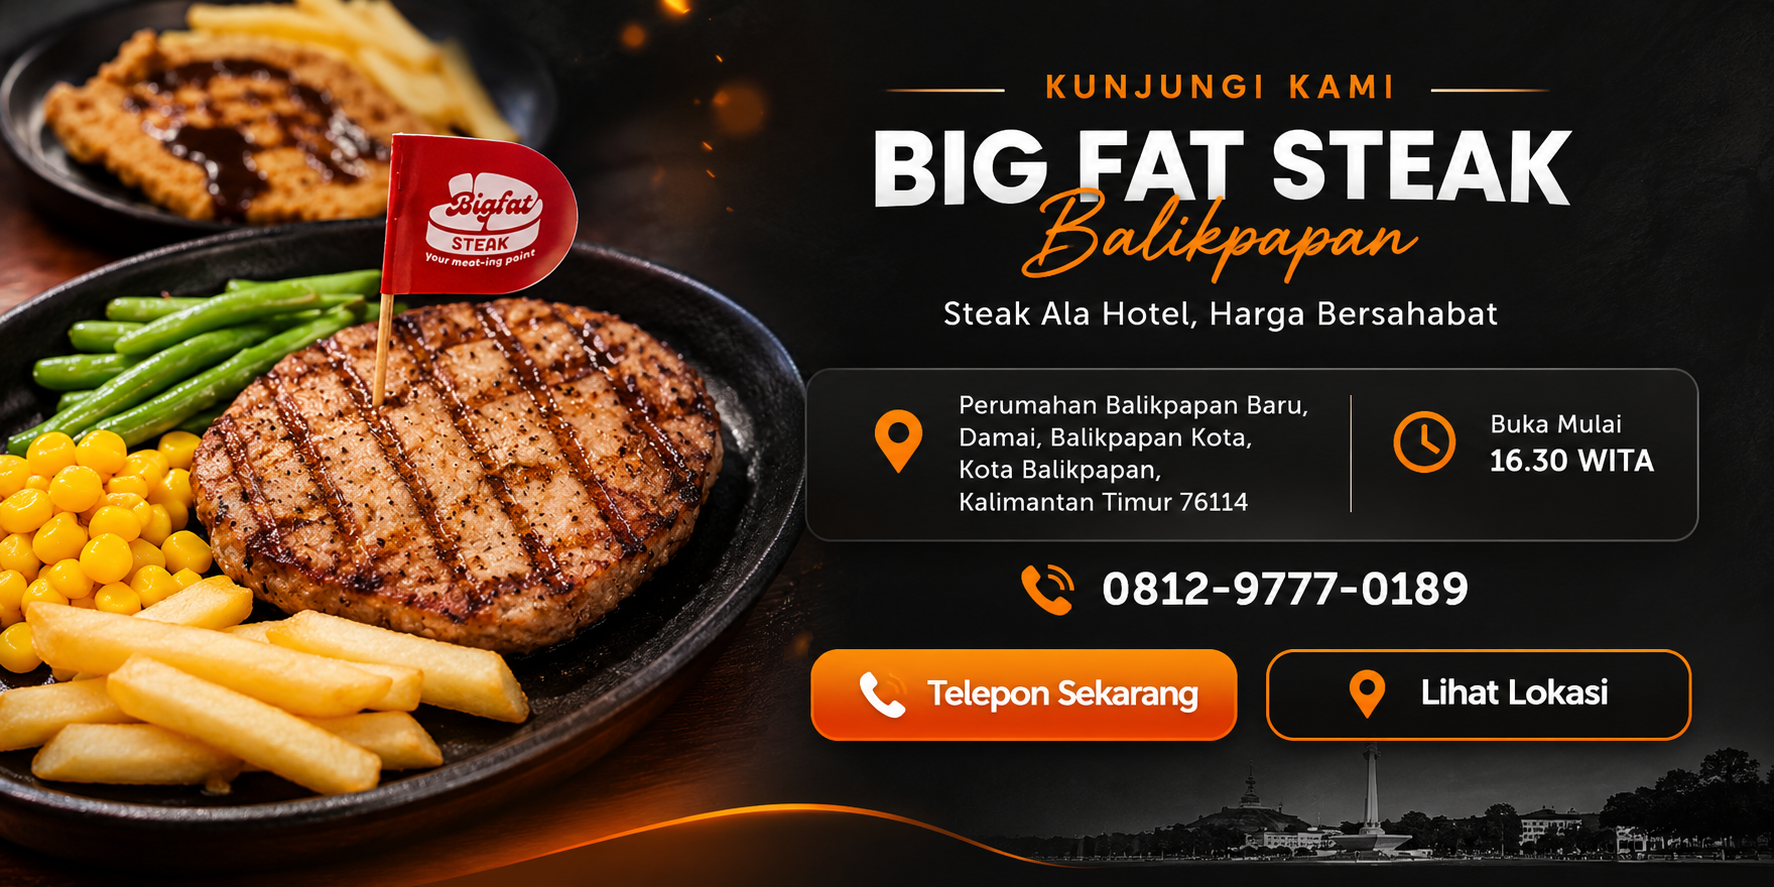 Bigfat
STEAK
Your meat-ing point
KUNJUNGI KAMI
BIG FAT STEAK
Balikpapan
Steak Ala Hotel, Harga Bersahabat
Perumahan Balikpapan Baru,
Damai, Balikpapan Kota,
Kota Balikpapan,
Kalimantan Timur 76114
Buka Mulai
16.30 WITA
0812-9777-0189
Telepon Sekarang
Lihat Lokasi